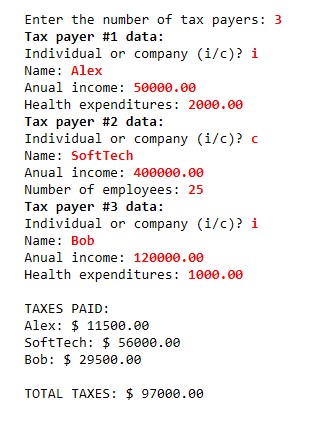 Enter the number of tax payers: 3
Tax payer #1 data:
Individual or company (i/c)? i
Name: Alex
Anual income: 50000.00
Health expenditures: 2000.00
Tax payer #2 data:
Individual or company (i/c)? c
Name: SoftTech
Anual income: 400000.00
Number of employees: 25
Tax payer #3 data:
Individual or company (i/c)? i
Name: Bob
Anual income: 120000.00
Health expenditures: 1000.00

TAXES PAID:
Alex: $ 11500.00
SoftTech: $ 56000.00
Bob: $ 29500.00

TOTAL TAXES: $ 97000.00